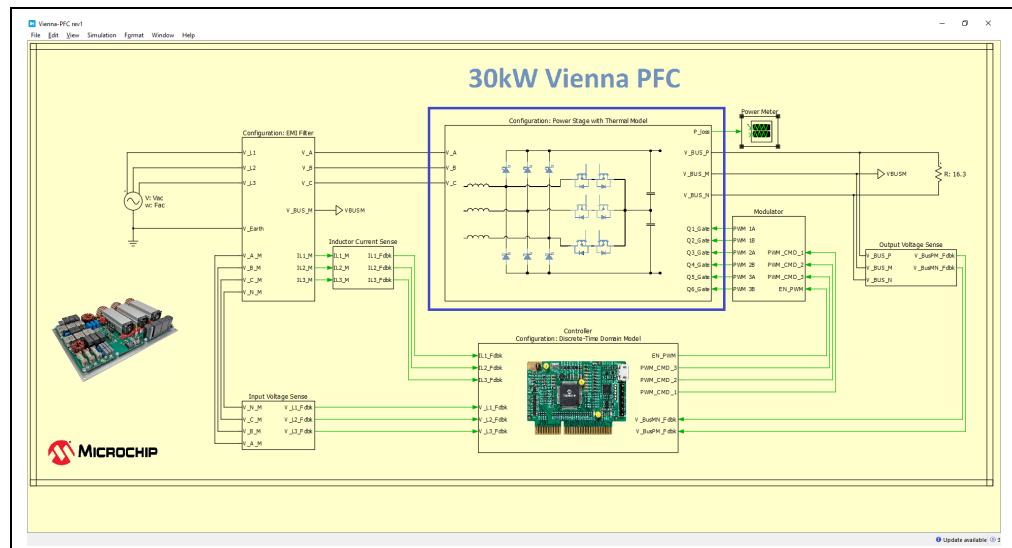 Vienna-PFC rev1
File Edit View Simulation Format Window Help
30kW Vienna PFC
Power Meter
Configuration: EMI Filter
Configuration: Power Stage with Thermal Model
P_loss
V_L1
V_L2
V_L3
V_A
V_B
V_C
V_A
V_B
V_C
V_BUS_P
V_BUS_M
V_BUS_N
VBUSM
R: 16.3
V: Vac
w: Fac
V_BUS_M
VBUSM
V_Earth
Modulator
Inductor Current Sense
Output Voltage Sense
V_A_M
V_B_M
V_C_M
V_N_M
IL1_M
IL2_M
IL3_M
IL1_M IL1_Fdbk
IL2_M IL2_Fdbk
IL3_M IL3_Fdbk
Q1_Gate
Q2_Gate
Q3_Gate
Q4_Gate
Q5_Gate
Q6_Gate
PWM 1A
PWM 1B
PWM 2A PWM_CMD_1
PWM 2B PWM_CMD_2
PWM 3A PWM_CMD_3
PWM 3B EN_PWM
V_BUS_P V_BusPM_Fdbk
V_BUS_M V_BusMN_Fdbk
V_BUS_N
Controller
Configuration: Discrete-Time Domain Model
IL1_Fdbk
IL2_Fdbk
IL3_Fdbk
EN_PWM
PWM_CMD_3
PWM_CMD_2
PWM_CMD_1
Input Voltage Sense
V_N_M V_L1_Fdbk
V_C_M V_L2_Fdbk
V_B_M V_L3_Fdbk
V_A_M
V_L1_Fdbk
V_L2_Fdbk
V_L3_Fdbk
V_BusMN_Fdbk
V_BusPM_Fdbk
MICROCHIP
Update available
3